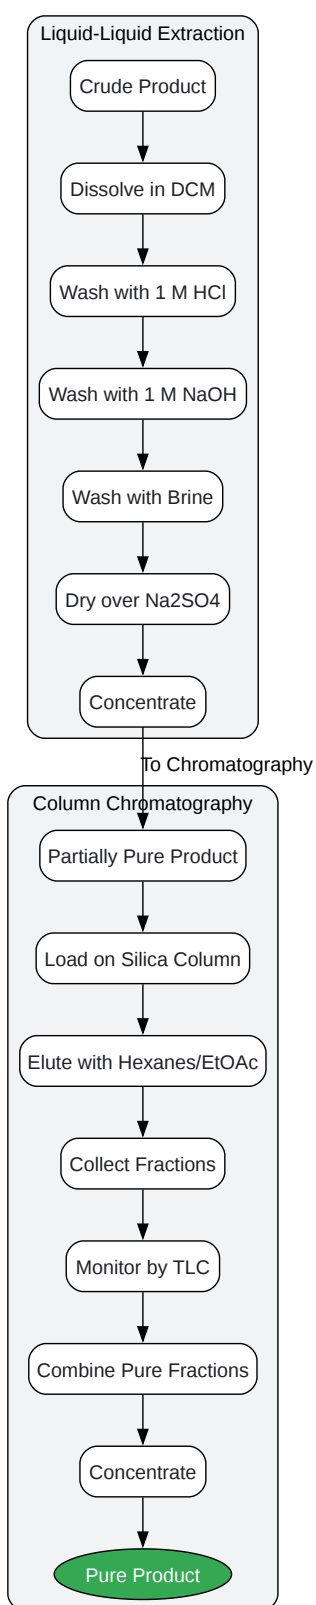 Liquid-Liquid Extraction
Crude Product
Dissolve in DCM
Wash with 1 M HCl
Wash with 1 M NaOH
Wash with Brine
Dry over Na2SO4
Concentrate
To Chromatography
Column Chromatography
Partially Pure Product
Load on Silica Column
Elute with Hexanes/EtOAc
Collect Fractions
Monitor by TLC
Combine Pure Fractions
Concentrate
Pure Product